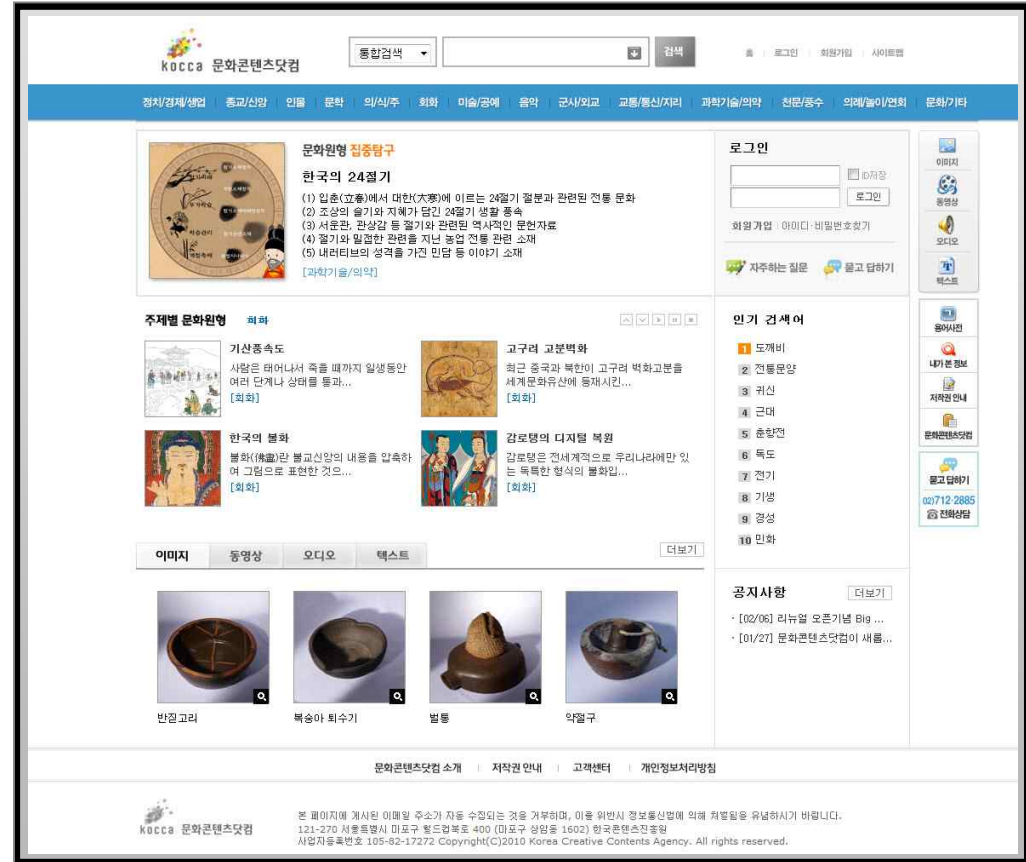 kocca 문화콘텐츠닷컴
통합검색
검색
홈
로그인
회원가입
사이트맵
정치/경제/생업 종교/신앙 인물 문학 의/식/주 회화 미술/공예 음악 군사/외교 교통/통신/지리 과학기술/의약 천문/풍수 의례/놀이/연회 문화/기타
문화원형 집중탐구
한국의 24절기
(1) 입춘(立春)에서 대한(大寒)에 이르는 24절기 절분과 관련된 전통 문화
(2) 조상의 슬기와 지혜가 담긴 24절기 생활 풍속
(3) 서운관, 관상감 등 절기와 관련된 역사적인 문헌자료
(4) 절기와 밀접한 관련을 지닌 농업 전통 관련 소재
(5) 내러티브의 성격을 가진 민담 등 이야기 소재
[과학기술/의약]
로그인
ID저장
로그인
회원가입 아이디·비밀번호찾기
자주하는 질문 묻고 답하기
이미지
동영상
오디오
텍스트
용어사전
내가 본 정보
저작권 안내
문화콘텐츠닷컴
묻고 답하기
02)712-2885
전화상담
주제별 문화원형 회화
기산풍속도
사람은 태어나서 죽을 때까지 일생동안
여러 단계나 상태를 통과...
[회화]
고구려 고분벽화
최근 중국과 북한이 고구려 벽화고분을
세계문화유산에 등재시킨...
[회화]
한국의 불화
불화(佛畵)란 불교신앙의 내용을 압축하
여 그림으로 표현한 것으...
[회화]
감로탱의 디지털 복원
감로탱은 전세계적으로 우리나라에만 있
는 독특한 형식의 불화입...
[회화]
인기 검색어
1 도깨비
2 전통문양
3 귀신
4 근대
5 춘향전
6 독도
7 전기
8 기생
9 경성
10 민화
이미지 동영상 오디오 텍스트 더보기
반짇고리
복숭아 퇴수기
벌통
약절구
공지사항 더보기
· [02/06] 리뉴얼 오픈기념 Big ...
· [01/27] 문화콘텐츠닷컴이 새롭...
문화콘텐츠닷컴 소개 저작권 안내 고객센터 개인정보처리방침
kocca 문화콘텐츠닷컴
본 페이지에 게시된 이메일 주소가 자동 수집되는 것을 거부하며, 이를 위반시 정보통신법에 의해 처벌됨을 유념하시기 바랍니다.
121-270 서울특별시 마포구 월드컵북로 400 (마포구 상암동 1602) 한국콘텐츠진흥원
사업자등록번호 105-82-17272 Copyright(C)2010 Korea Creative Contents Agency. All rights reserved.